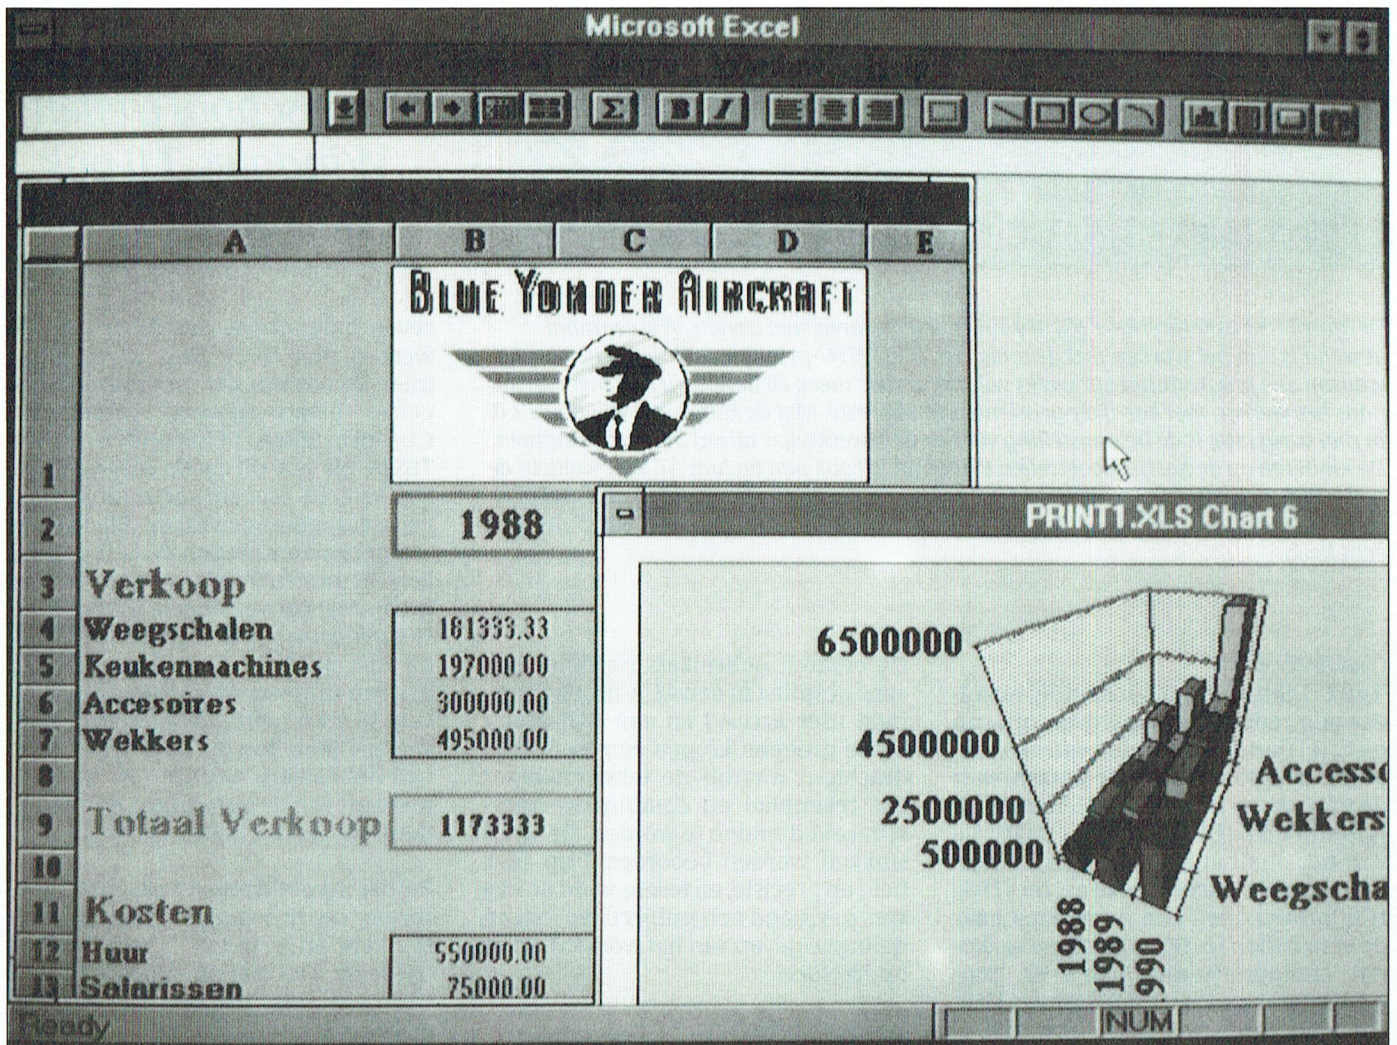 Microsoft Excel
Σ B I
A B C D E
BLUE YONDER AIRCRAFT
1
2 1988
3 Verkoop
4 Weegschalen 181333.33
5 Keukenmachines 197000.00
6 Accesoires 300000.00
7 Wekkers 495000.00
8
9 Totaal Verkoop 1173333
10
11 Kosten
12 Huur 550000.00
13 Salarissen 75000.00
PRINT1.XLS Chart 6
6500000
4500000
2500000
500000
Accesso
Wekkers
Weegscha
1988
1989
990
Ready
NUM